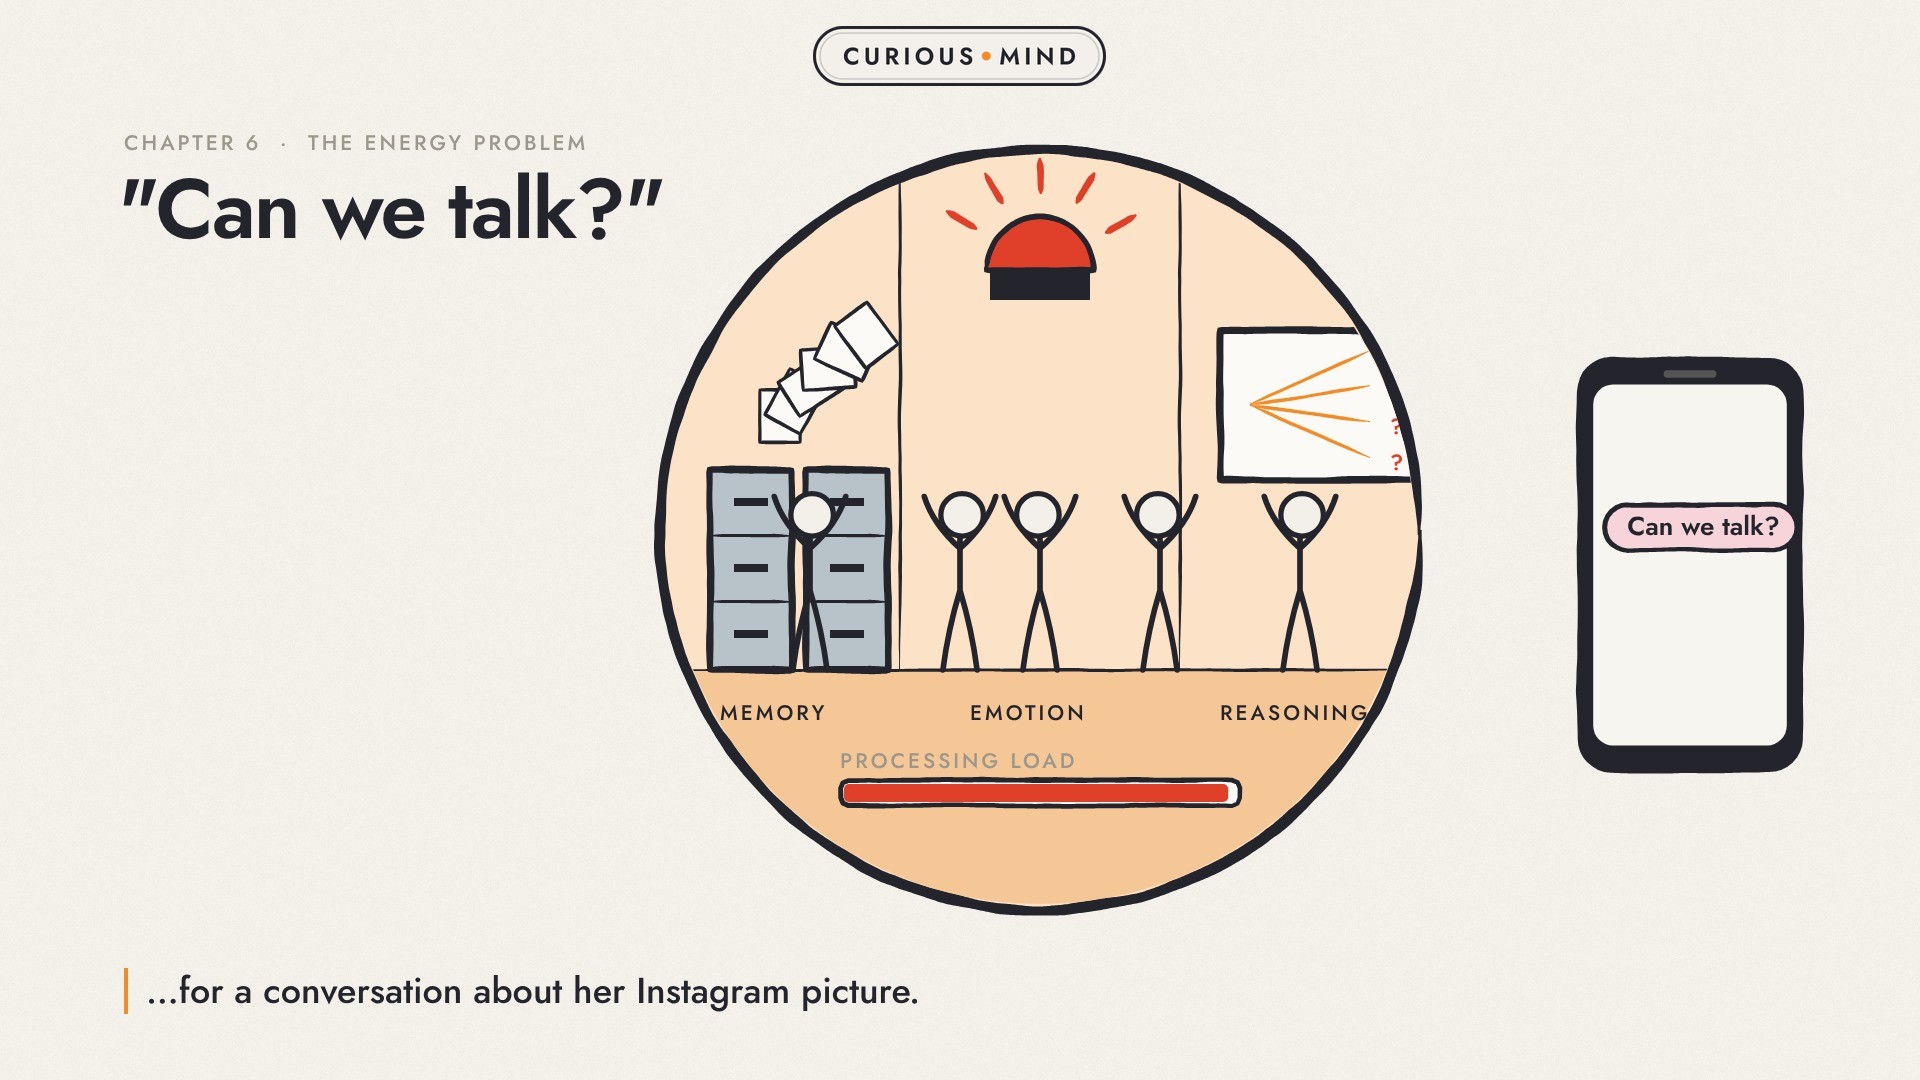 CURIOUS • MIND
CHAPTER 6 · THE ENERGY PROBLEM
"Can we talk?"
?
?
Can we talk?
MEMORY
EMOTION
REASONING
PROCESSING LOAD
...for a conversation about her Instagram picture.